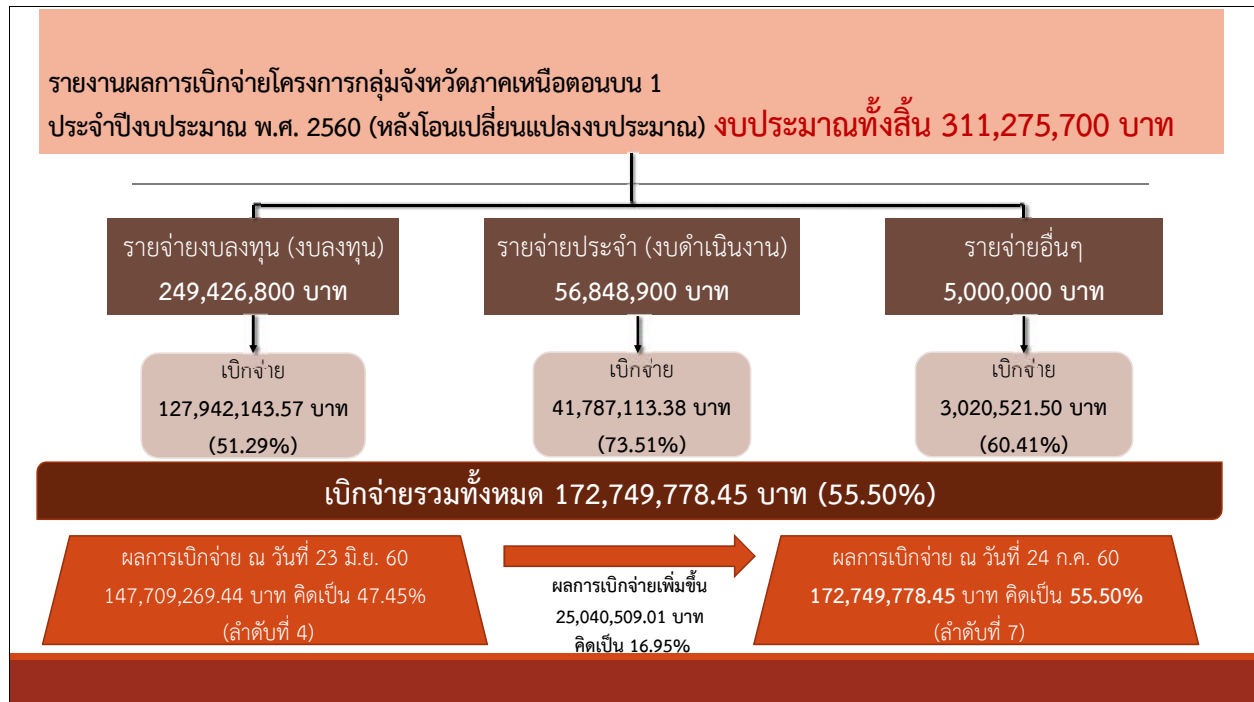 รายงานผลการเบิกจ่ายโครงการกลุ่มจังหวัดภาคเหนือตอนบน 1
ประจำปีงบประมาณ พ.ศ. 2560 (หลังโอนเปลี่ยนแปลงงบประมาณ) งบประมาณทั้งสิ้น 311,275,700 บาท
รายจ่ายงบลงทุน (งบลงทุน)
249,426,800 บาท
รายจ่ายประจำ (งบดำเนินงาน)
56,848,900 บาท
รายจ่ายอื่นๆ
5,000,000 บาท
เบิกจ่าย
127,942,143.57 บาท
(51.29%)
เบิกจ่าย
41,787,113.38 บาท
(73.51%)
เบิกจ่าย
3,020,521.50 บาท
(60.41%)
เบิกจ่ายรวมทั้งหมด 172,749,778.45 บาท (55.50%)
ผลการเบิกจ่าย ณ วันที่ 23 มิ.ย. 60
147,709,269.44 บาท คิดเป็น 47.45%
(ลำดับที่ 4)
ผลการเบิกจ่ายเพิ่มขึ้น
25,040,509.01 บาท
คิดเป็น 16.95%
ผลการเบิกจ่าย ณ วันที่ 24 ก.ค. 60
172,749,778.45 บาท คิดเป็น 55.50%
(ลำดับที่ 7)